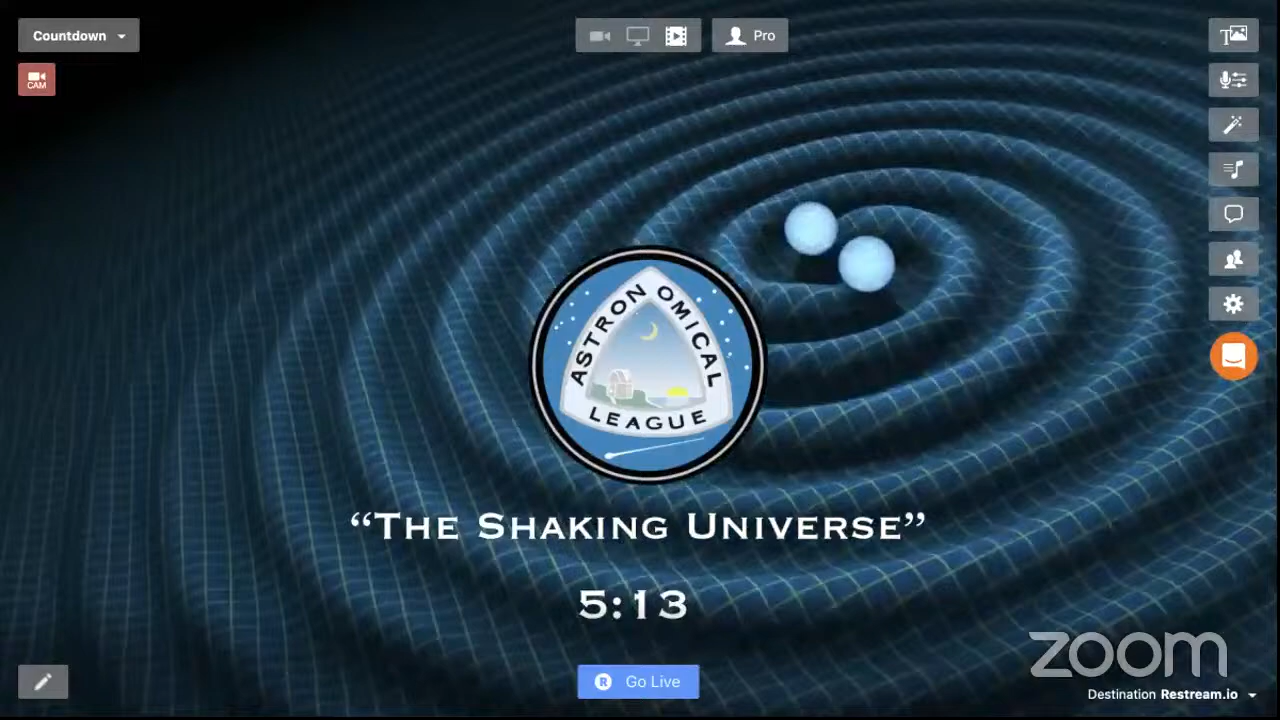 Countdown
Pro
CAM
ASTRONOMICAL
LEAGUE
“THE SHAKING UNIVERSE”
5:13
zoom
R Go Live
Destination Restream.io